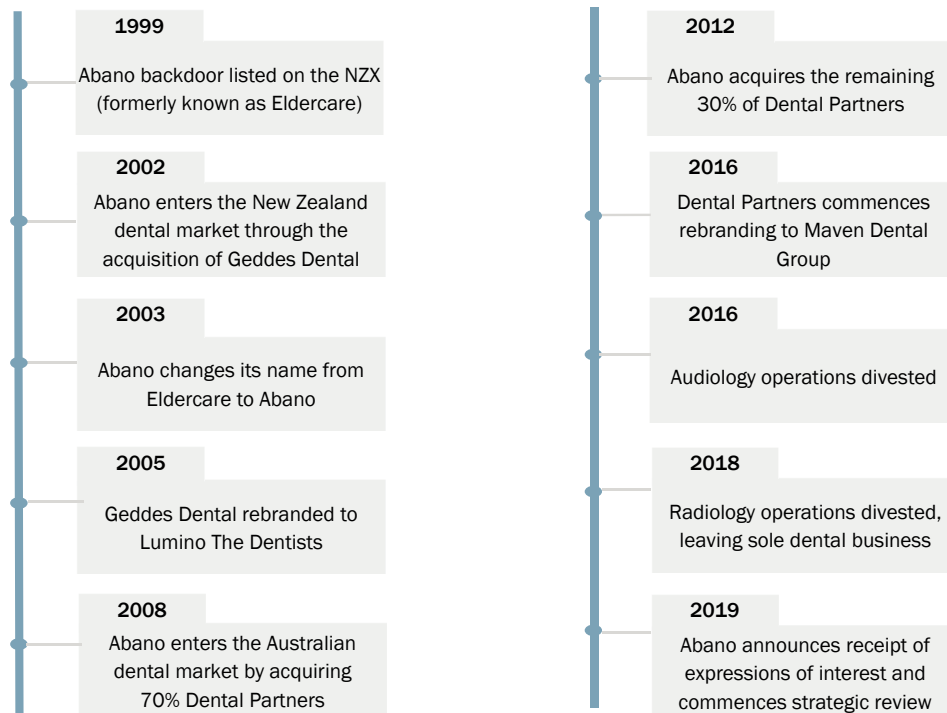 1999
Abano backdoor listed on the NZX
(formerly known as Eldercare)
2002
Abano enters the New Zealand
dental market through the
acquisition of Geddes Dental
2003
Abano changes its name from
Eldercare to Abano
2005
Geddes Dental rebranded to
Lumino The Dentists
2008
Abano enters the Australian
dental market by acquiring
70% Dental Partners
2012
Abano acquires the remaining
30% of Dental Partners
2016
Dental Partners commences
rebranding to Maven Dental
Group
2016
Audiology operations divested
2018
Radiology operations divested,
leaving sole dental business
2019
Abano announces receipt of
expressions of interest and
commences strategic review